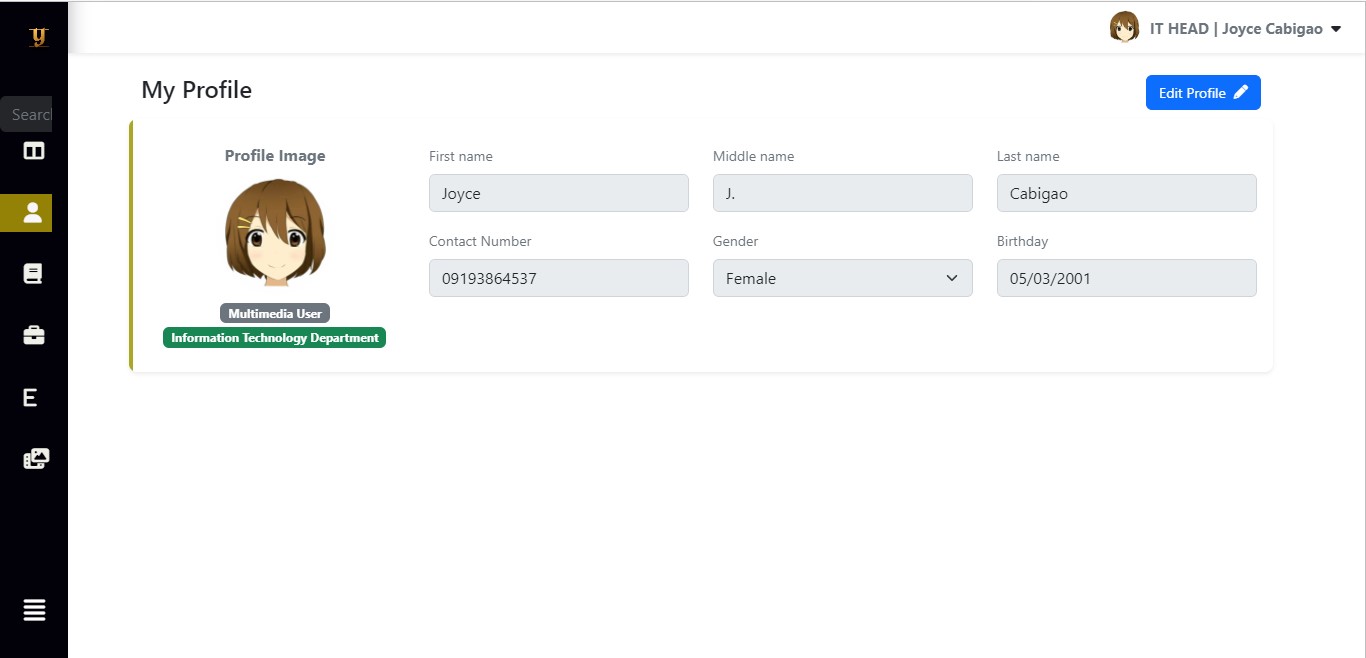 y
IT HEAD | Joyce Cabigao
Searc
My Profile
Edit Profile
Profile Image
First name
Middle name
Last name
Joyce
J.
Cabigao
Contact Number
Gender
Birthday
09193864537
Female
05/03/2001
Multimedia User
Information Technology Department
E